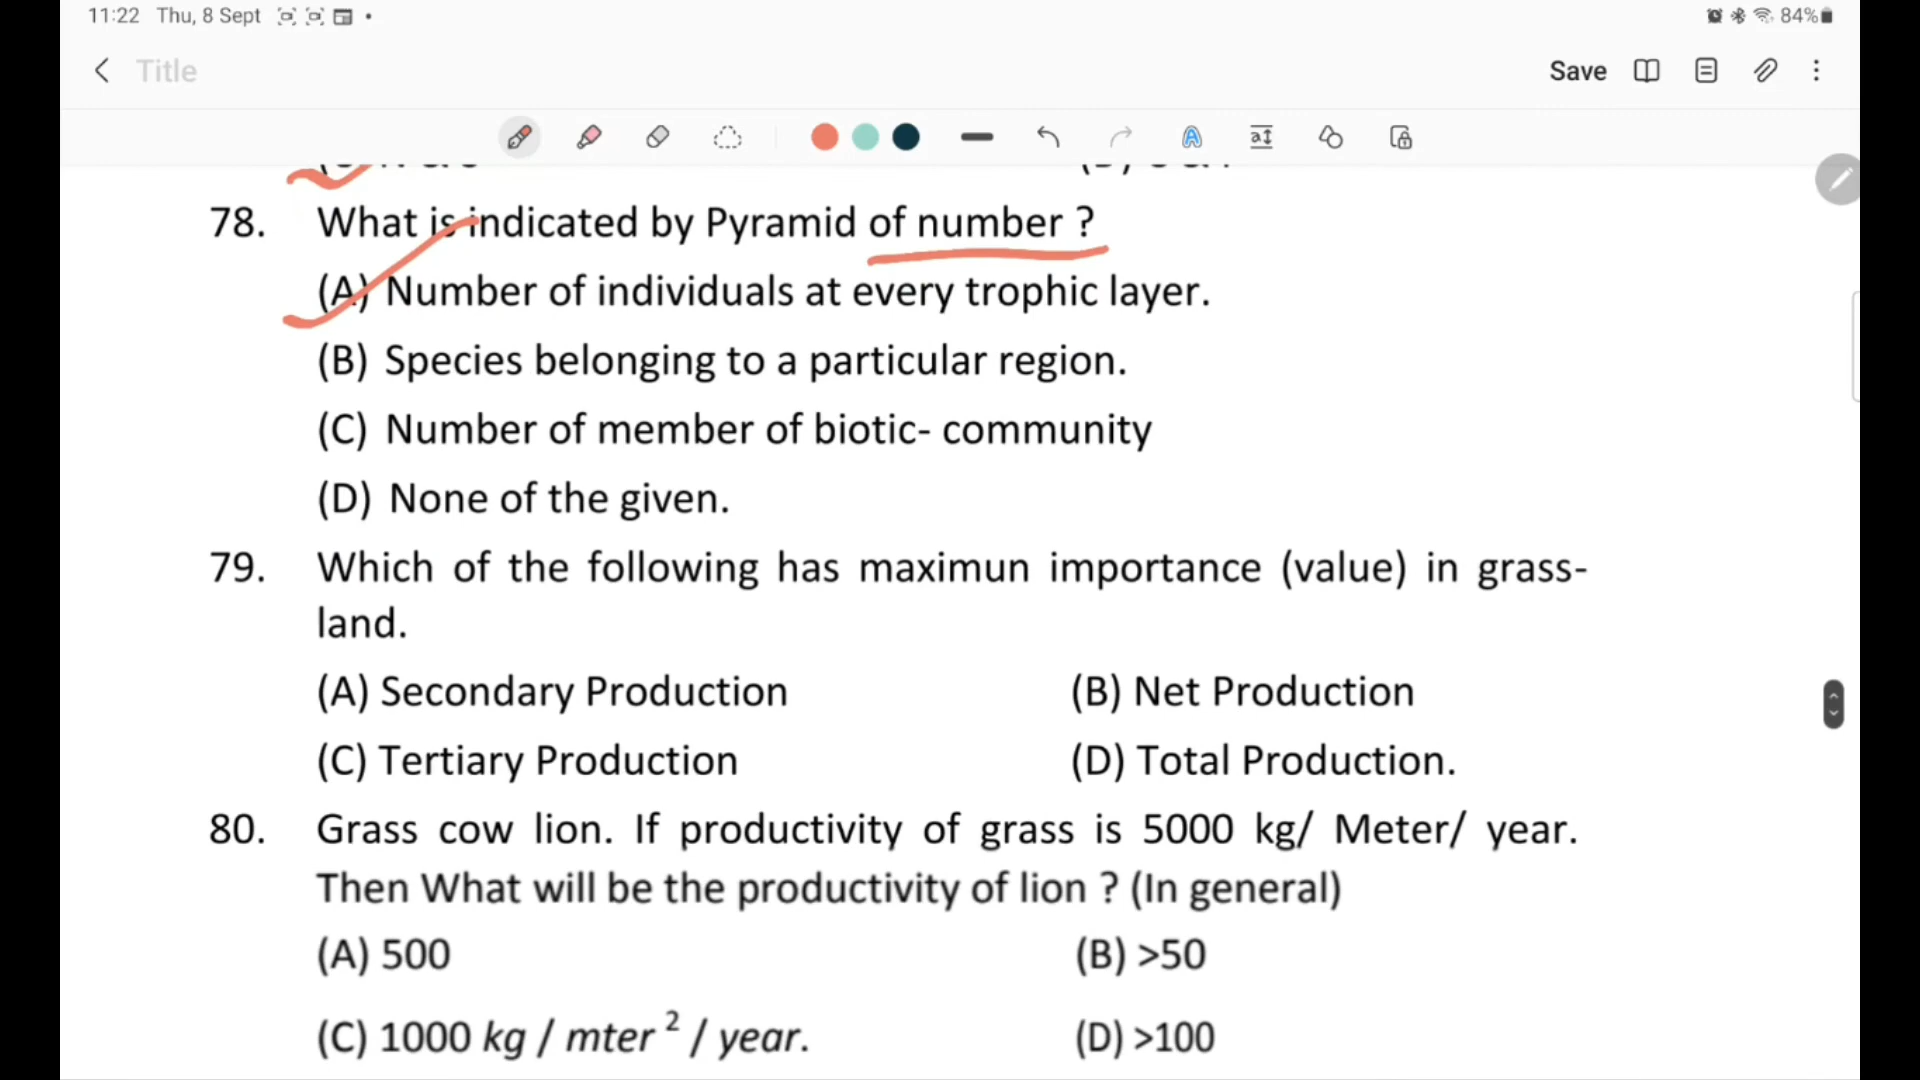 11:22 Thu, 8 Sept
84%
Title
Save
78. What is indicated by Pyramid of number ?
(A) Number of individuals at every trophic layer.
(B) Species belonging to a particular region.
(C) Number of member of biotic- community
(D) None of the given.
79. Which of the following has maximun importance (value) in grass-
land.
(A) Secondary Production (B) Net Production
(C) Tertiary Production (D) Total Production.
80. Grass cow lion. If productivity of grass is 5000 kg/ Meter/ year.
Then What will be the productivity of lion ? (In general)
(A) 500 (B) >50
(C) 1000 kg / mter ² / year. (D) >100